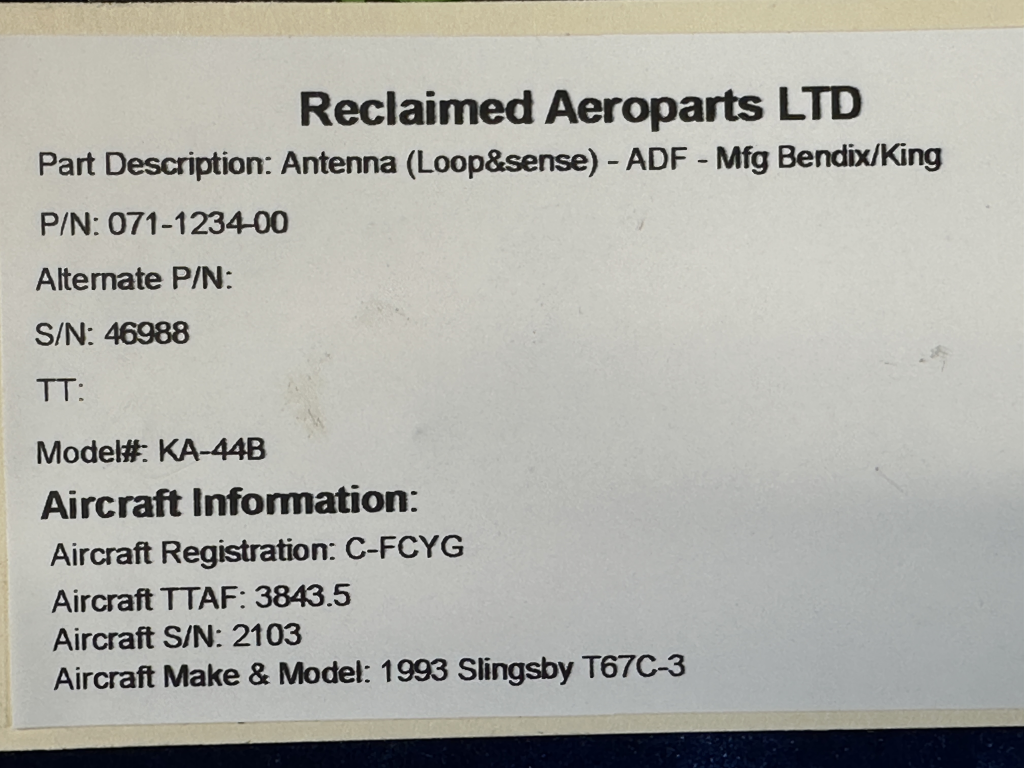 Reclaimed Aeroparts LTD
Part Description: Antenna (Loop&sense) - ADF - Mfg Bendix/King
P/N: 071-1234-00
Alternate P/N:
S/N: 46988
TT:
Model#: KA-44B
Aircraft Information:
Aircraft Registration: C-FCYG
Aircraft TTAF: 3843.5
Aircraft S/N: 2103
Aircraft Make & Model: 1993 Slingsby T67C-3